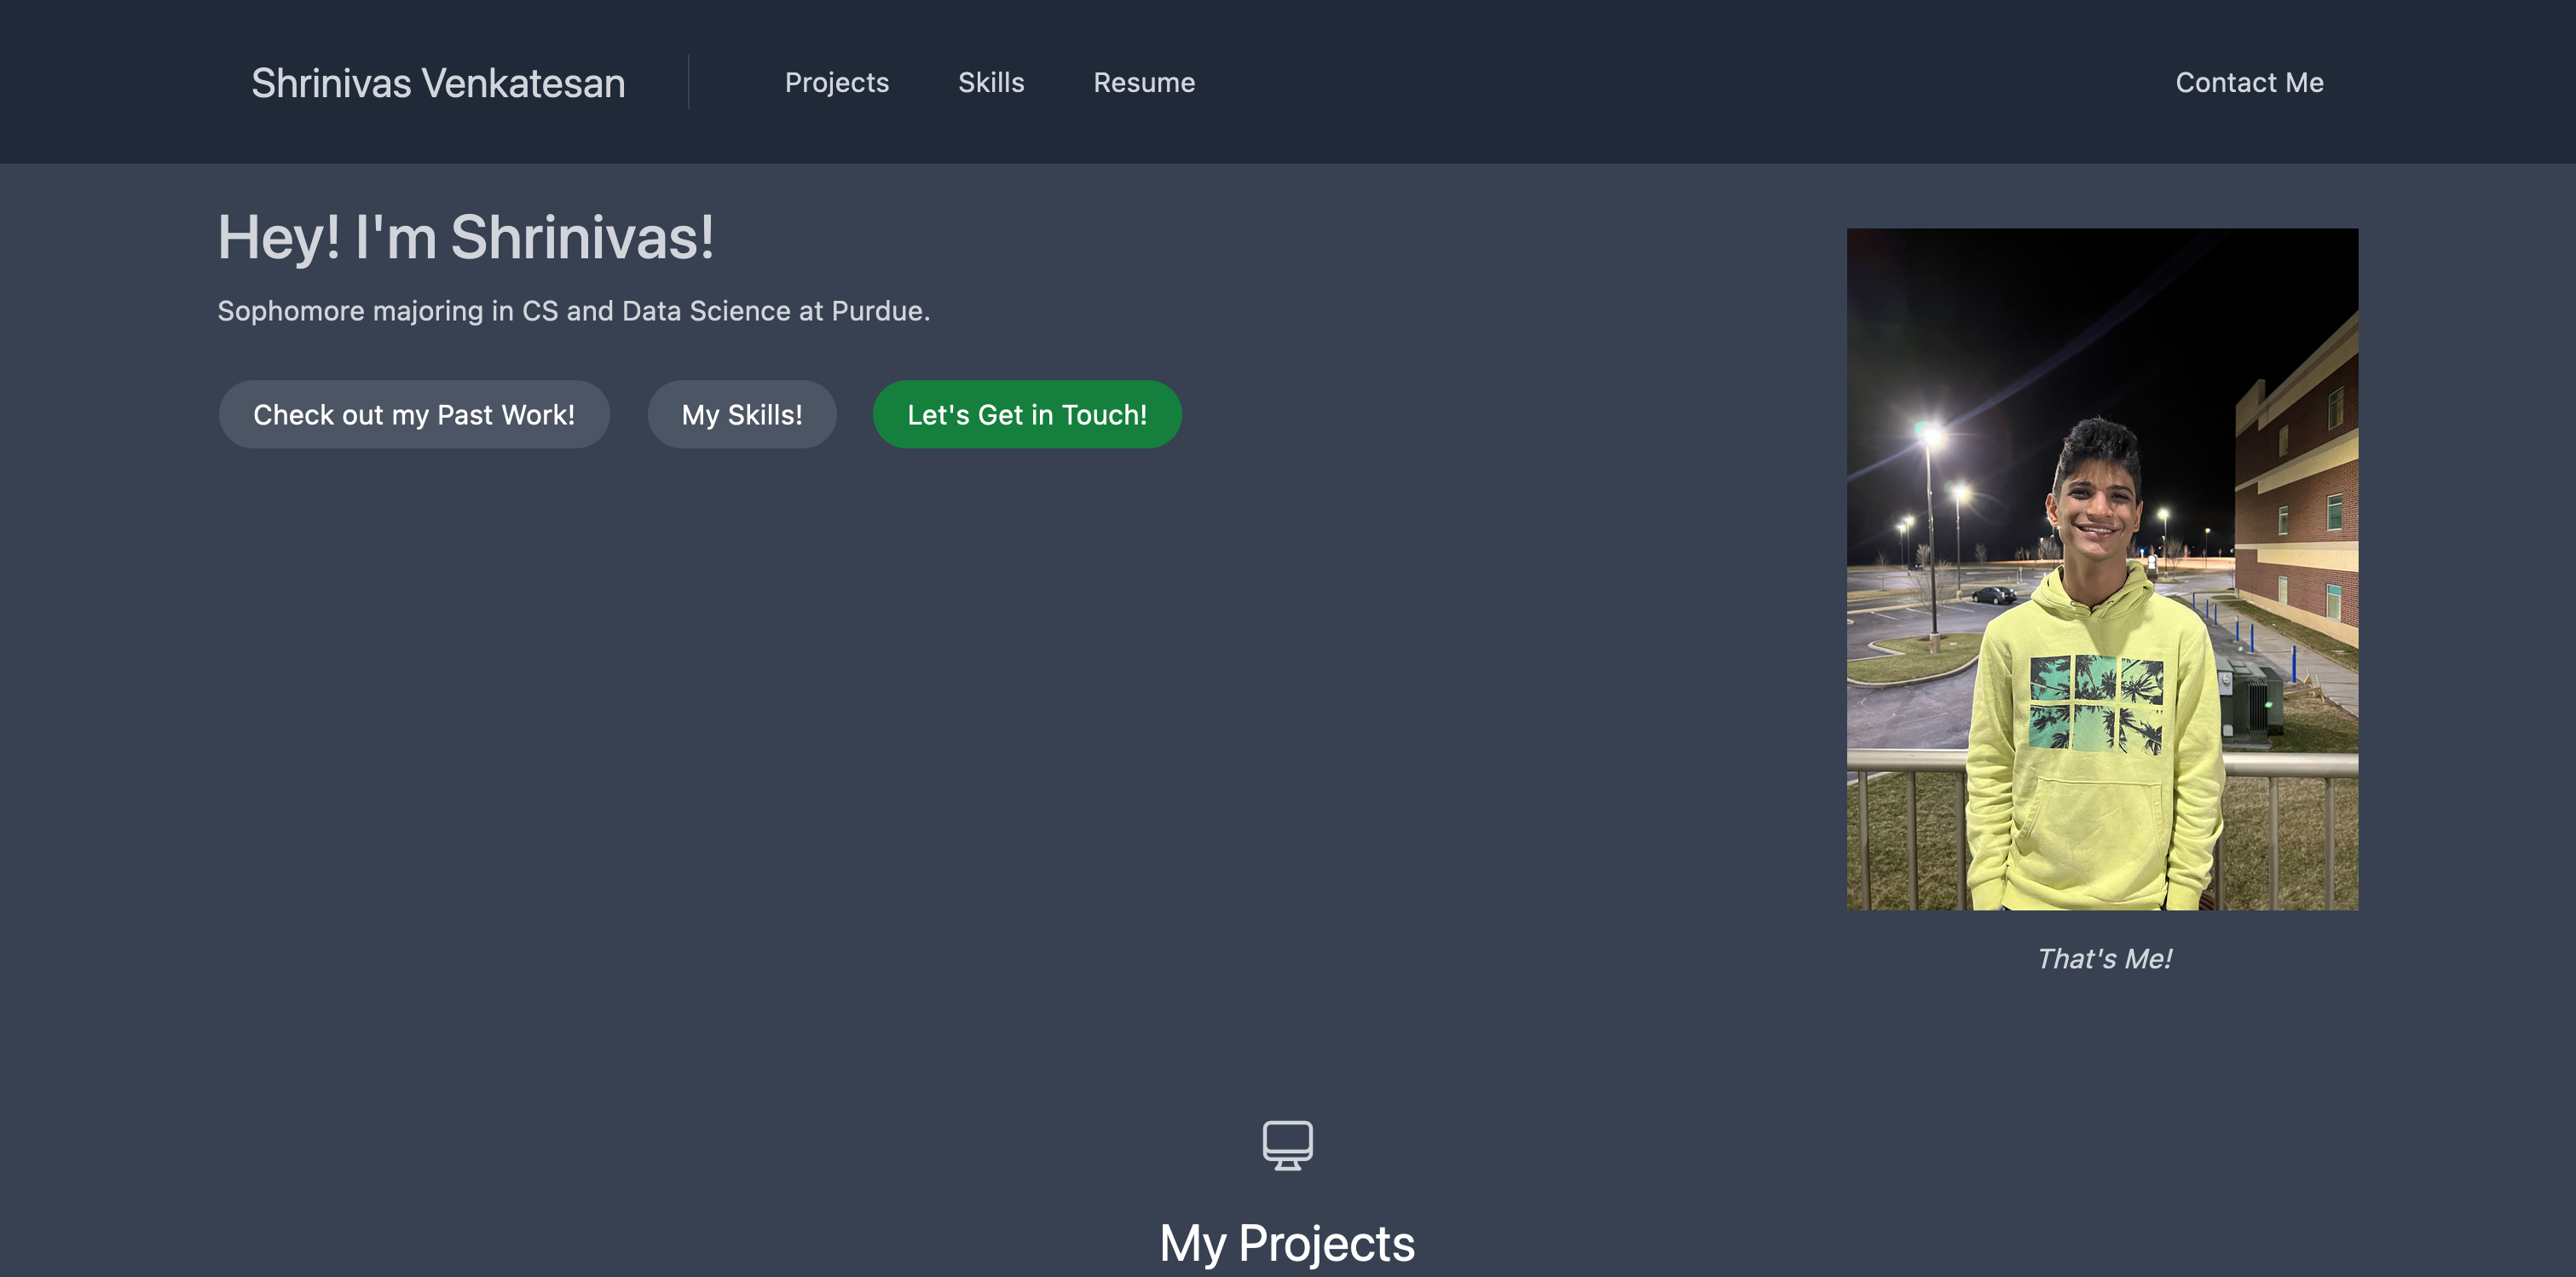 Shrinivas Venkatesan Projects Skills Resume Contact Me
Hey! I'm Shrinivas!
Sophomore majoring in CS and Data Science at Purdue.
Check out my Past Work! My Skills! Let's Get in Touch!
That's Me!
My Projects